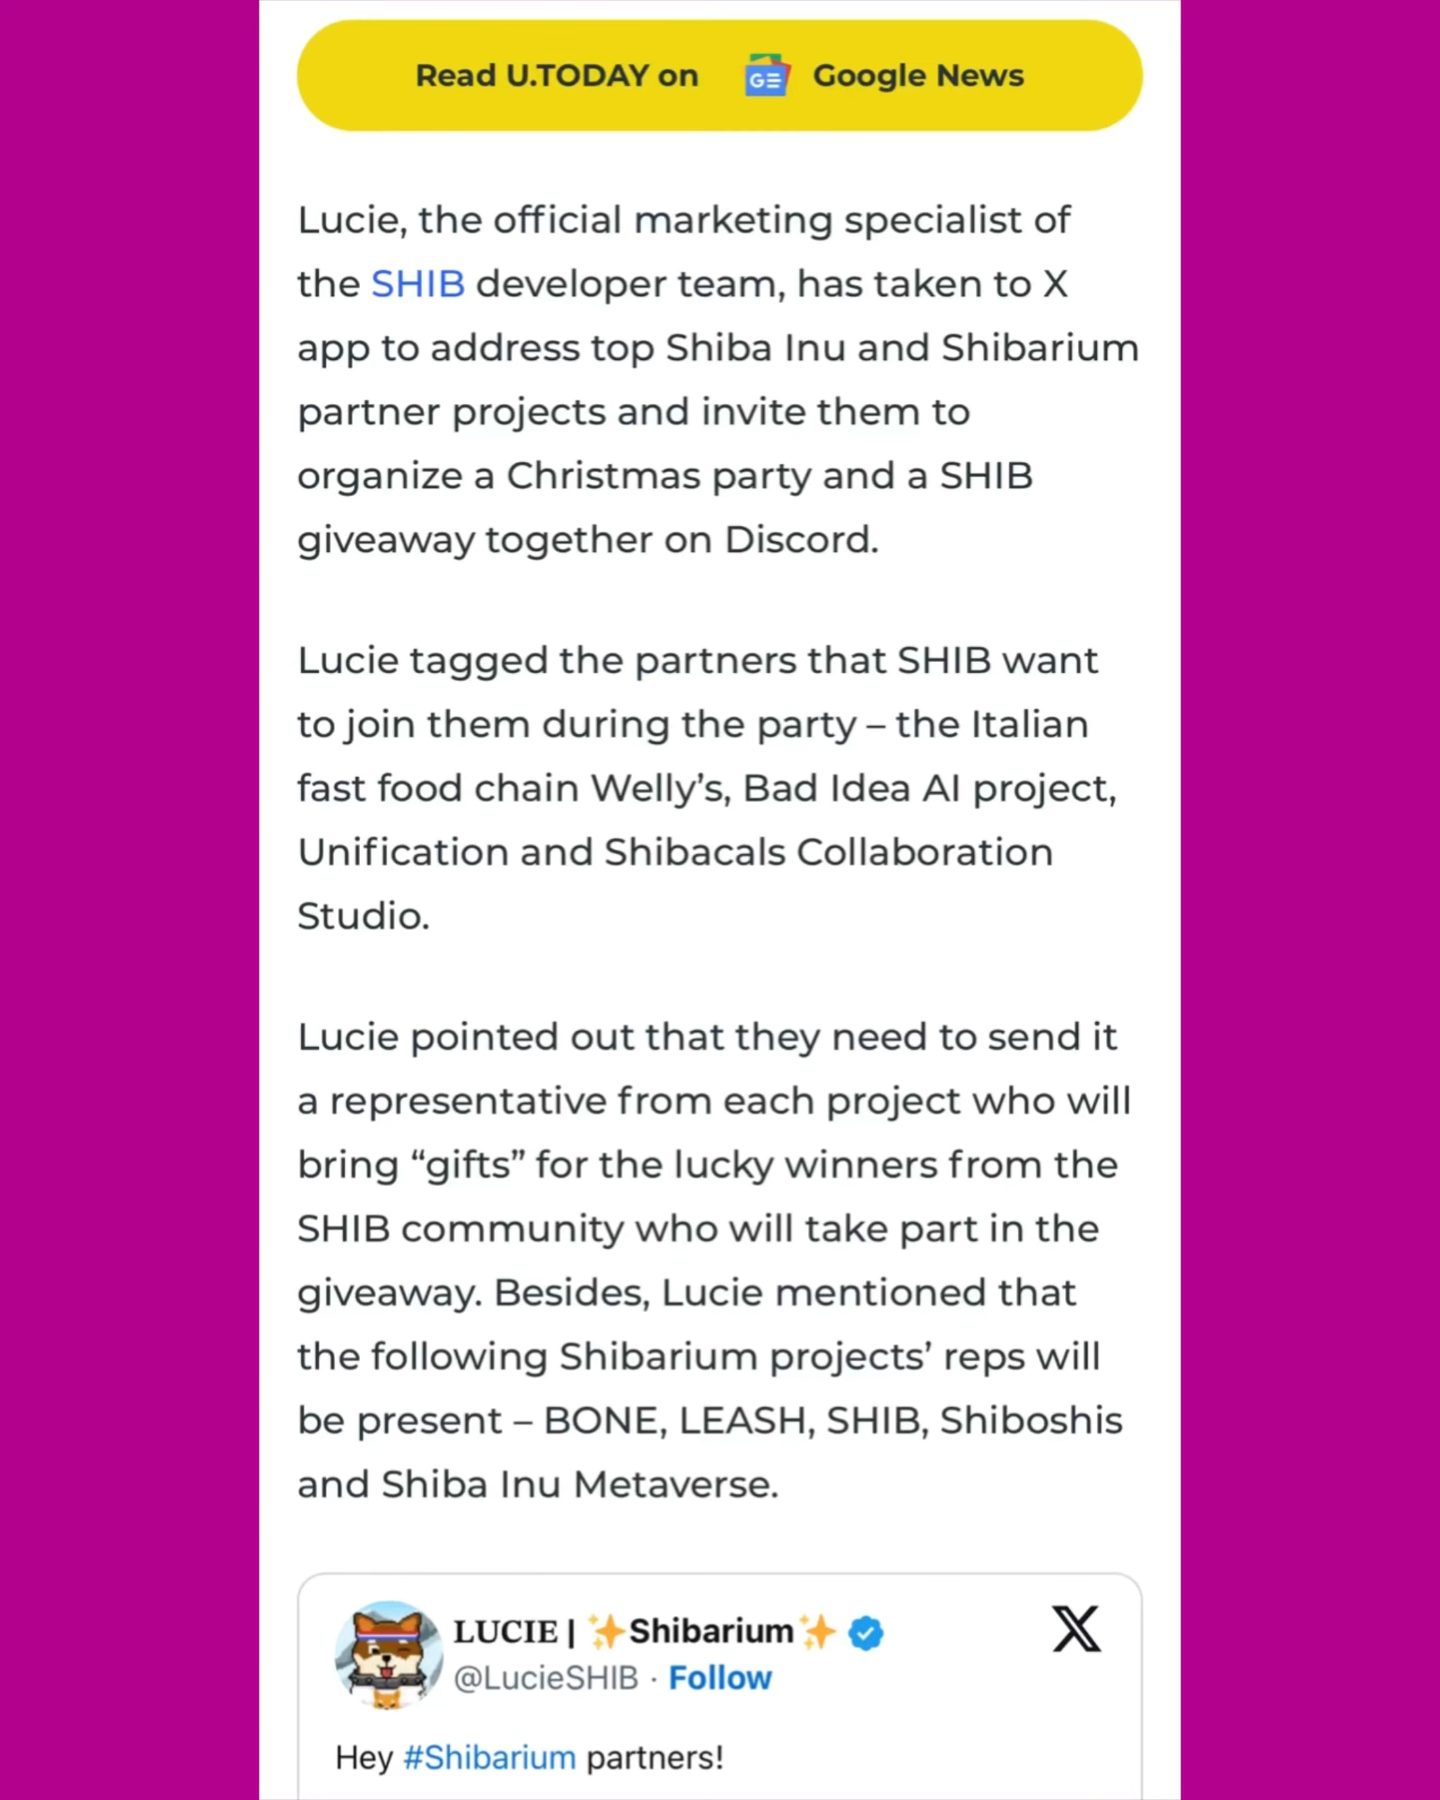 Read U.TODAY on Google News
Lucie, the official marketing specialist of
the SHIB developer team, has taken to X
app to address top Shiba Inu and Shibarium
partner projects and invite them to
organize a Christmas party and a SHIB
giveaway together on Discord.
Lucie tagged the partners that SHIB want
to join them during the party – the Italian
fast food chain Welly’s, Bad Idea AI project,
Unification and Shibacals Collaboration
Studio.
Lucie pointed out that they need to send it
a representative from each project who will
bring “gifts” for the lucky winners from the
SHIB community who will take part in the
giveaway. Besides, Lucie mentioned that
the following Shibarium projects’ reps will
be present – BONE, LEASH, SHIB, Shiboshis
and Shiba Inu Metaverse.
LUCIE | ✨Shibarium✨
@LucieSHIB · Follow
Hey #Shibarium partners!